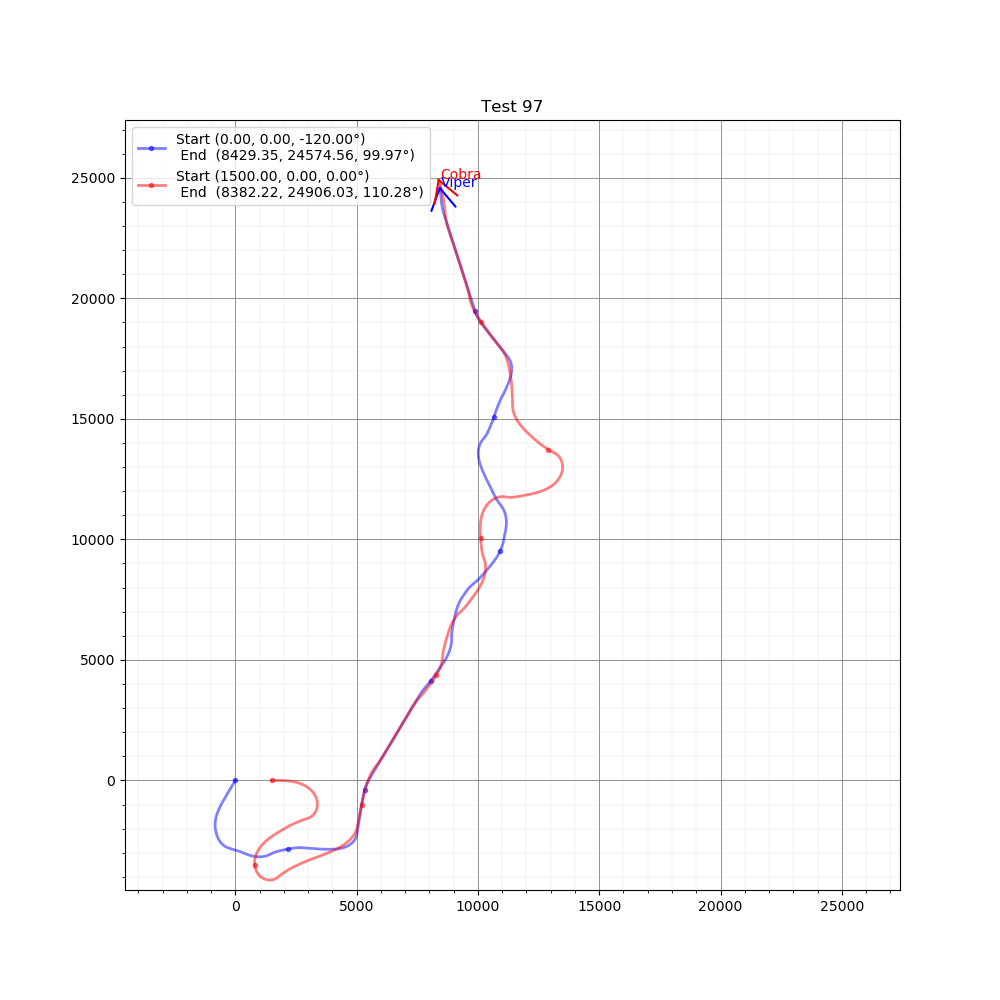 Test 97
Start (0.00, 0.00, -120.00°)
End  (8429.35, 24574.56, 99.97°)
Start (1500.00, 0.00, 0.00°)
End  (8382.22, 24906.03, 110.28°)
Cobra
Viper
25000
20000
15000
10000
5000
0
0
5000
10000
15000
20000
25000